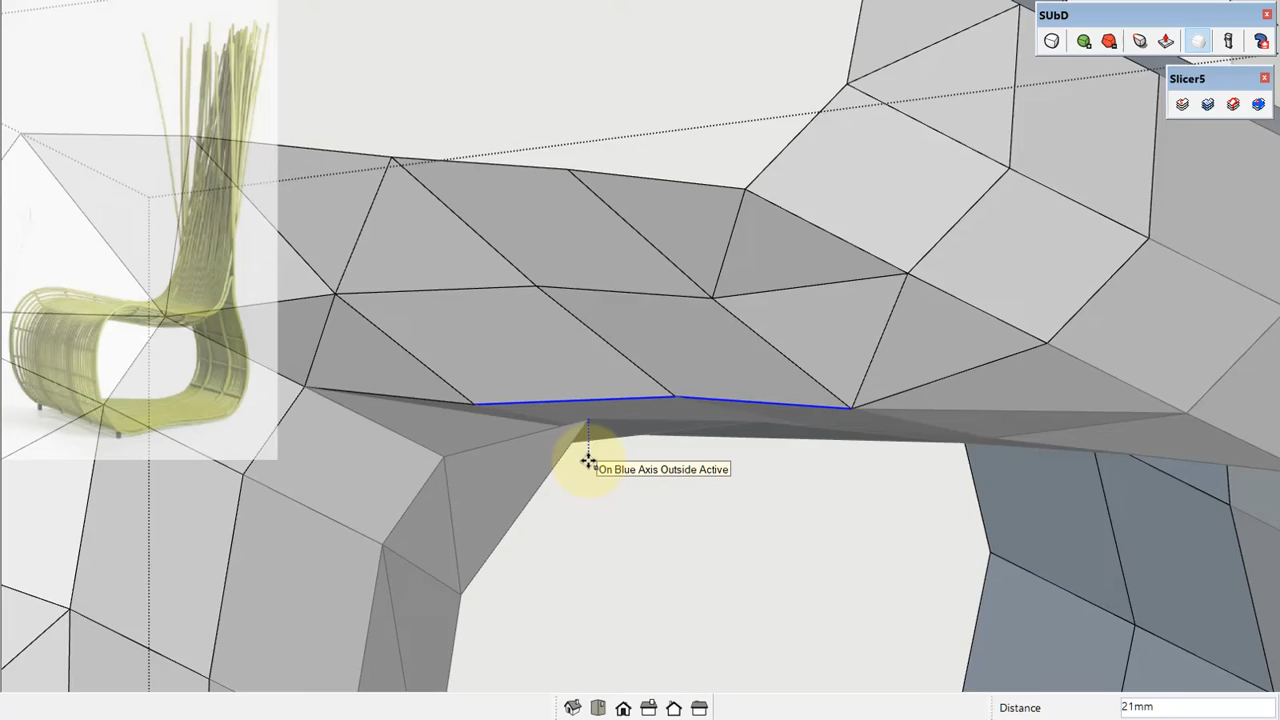 SUbD
Slicer5
On Blue Axis Outside Active
Distance
21mm